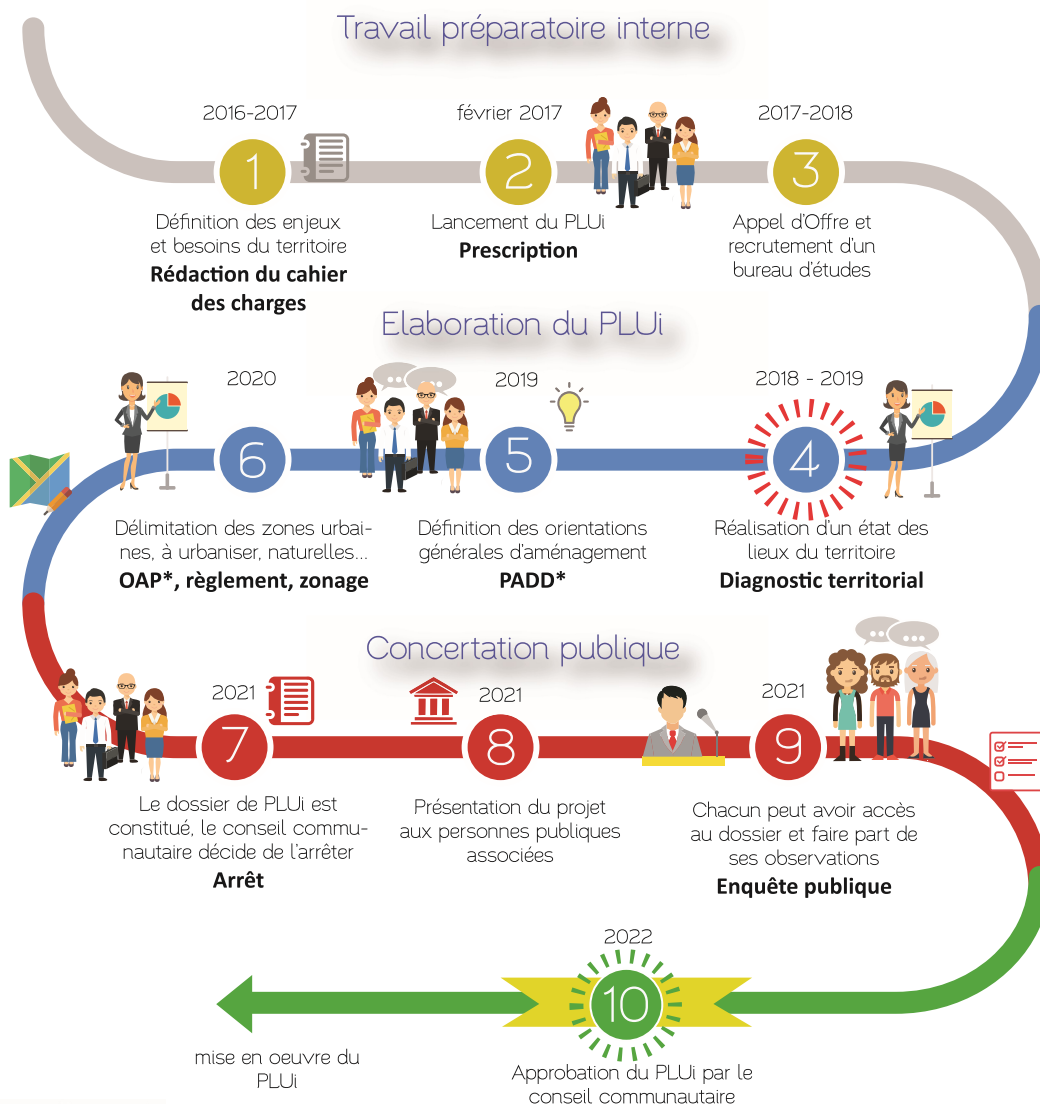 Travail préparatoire interne
2016-2017
1
Définition des enjeux
et besoins du territoire
Rédaction du cahier
des charges
février 2017
2
Lancement du PLUi
Prescription
2017-2018
3
Appel d'Offre et
recrutement d'un
bureau d'études
Elaboration du PLUi
2018 - 2019
4
Réalisation d'un état des
lieux du territoire
Diagnostic territorial
2019
5
Définition des orientations
générales d'aménagement
PADD*
2020
6
Délimitation des zones urbai-
nes, à urbaniser, naturelles...
OAP*, règlement, zonage
Concertation publique
2021
7
Le dossier de PLUi est
constitué, le conseil commu-
nautaire décide de l'arrêter
Arrêt
2021
8
Présentation du projet
aux personnes publiques
associées
2021
9
Chacun peut avoir accès
au dossier et faire part de
ses observations
Enquête publique
2022
10
Approbation du PLUi par le
conseil communautaire
mise en oeuvre du
PLUi